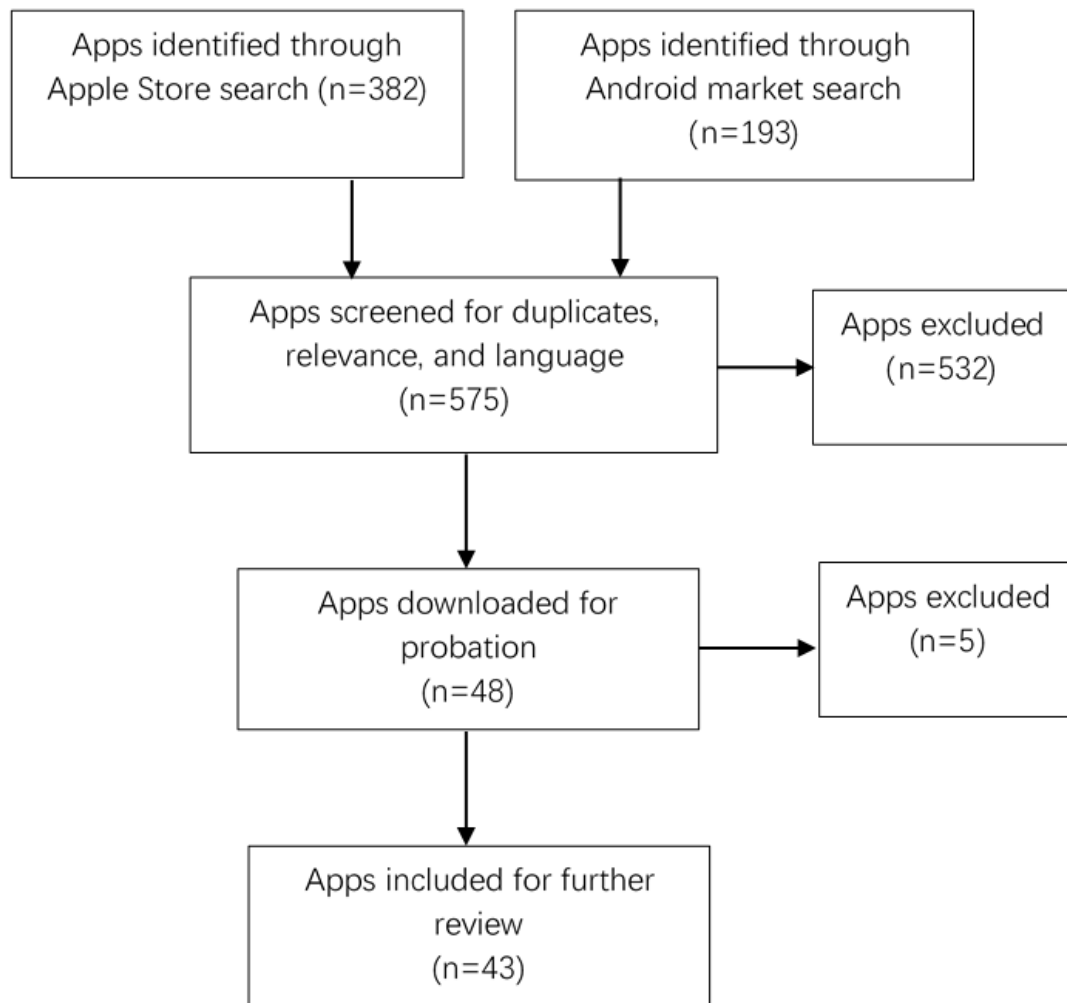 Apps identified through
Apple Store search (n=382)
Apps identified through
Android market search
(n=193)
Apps screened for duplicates,
relevance, and language
(n=575)
Apps excluded
(n=532)
Apps downloaded for
probation
(n=48)
Apps excluded
(n=5)
Apps included for further
review
(n=43)